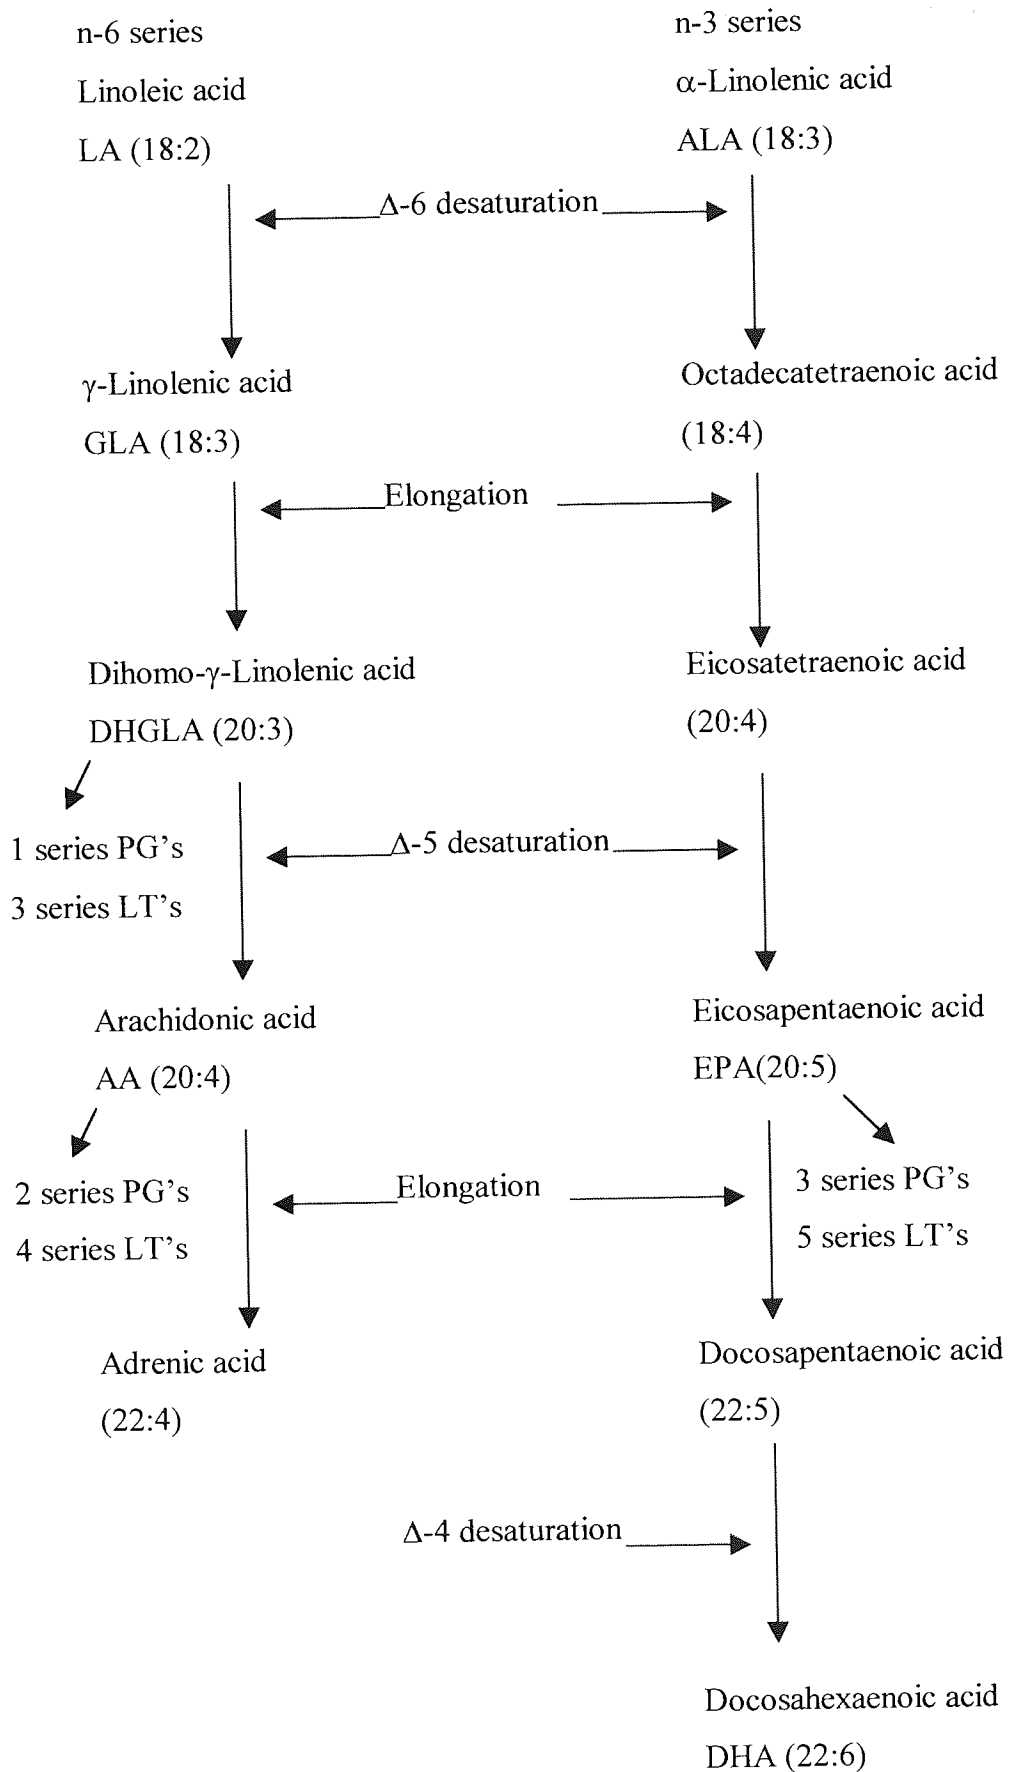 n-6 series
n-3 series
Linoleic acid
α-Linolenic acid
LA (18:2)
ALA (18:3)
Δ-6 desaturation
γ-Linolenic acid
Octadecatetraenoic acid
GLA (18:3)
(18:4)
Elongation
Dihomo-γ-Linolenic acid
Eicosatetraenoic acid
DHGLA (20:3)
(20:4)
1 series PG's
Δ-5 desaturation
3 series LT's
Arachidonic acid
Eicosapentaenoic acid
AA (20:4)
EPA(20:5)
2 series PG's
Elongation
3 series PG's
4 series LT's
5 series LT's
Adrenic acid
Docosapentaenoic acid
(22:4)
(22:5)
Δ-4 desaturation
Docosahexaenoic acid
DHA (22:6)